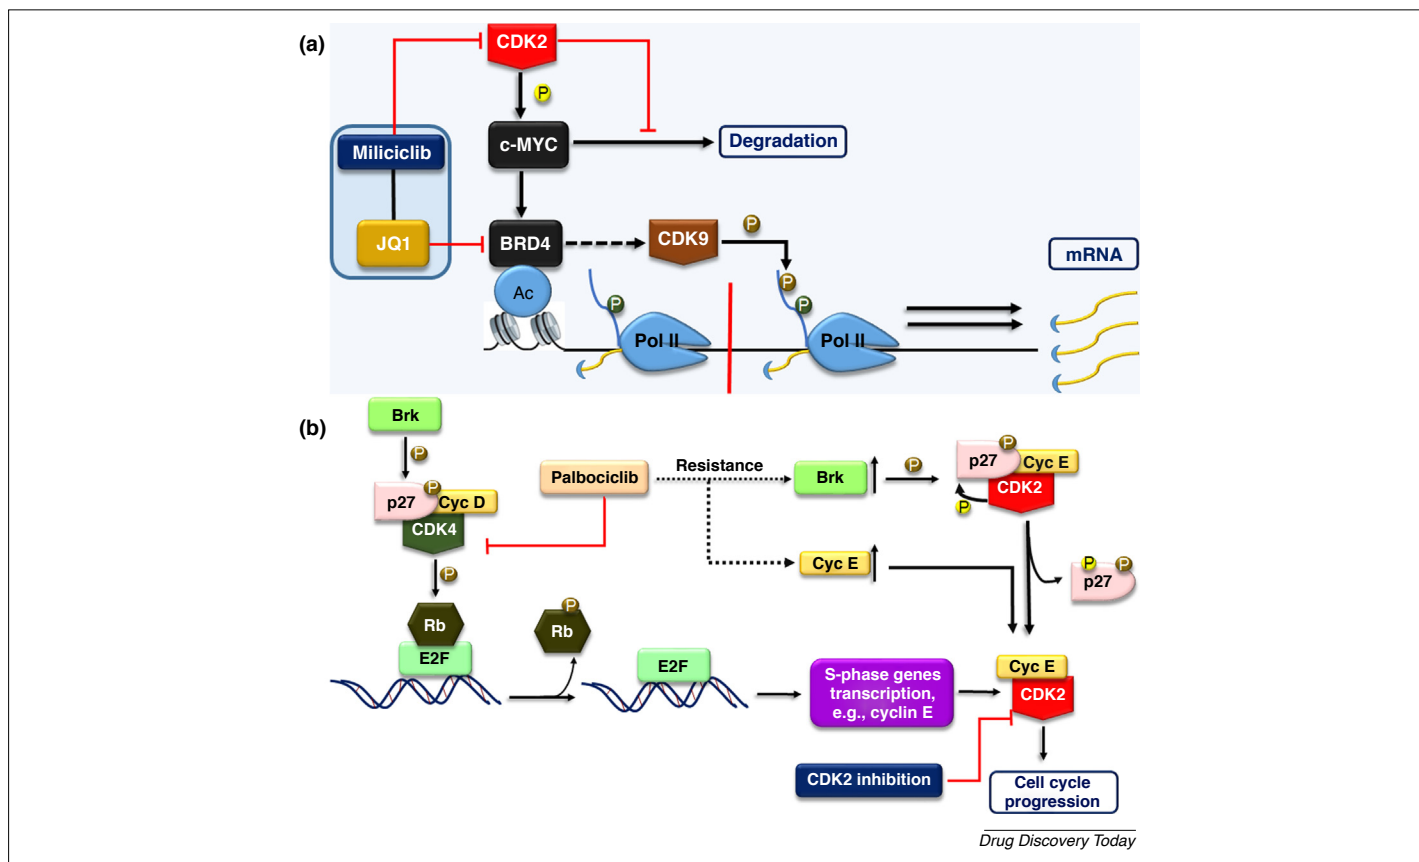 (a)
CDK2
P
c-MYC
Degradation
Miliciclib
JQ1
BRD4
CDK9
P
mRNA
Ac
P
P
P
Pol II
Pol II
(b)
Brk
P
p27
P
Cyc D
CDK4
P
Rb
E2F
Palbociclib
Resistance
Brk
P
P
p27
Cyc E
CDK2
P
Cyc E
P
P
p27
P
Rb
E2F
S-phase genes
transcription,
e.g., cyclin E
Cyc E
CDK2
CDK2 inhibition
Cell cycle
progression
Drug Discovery Today